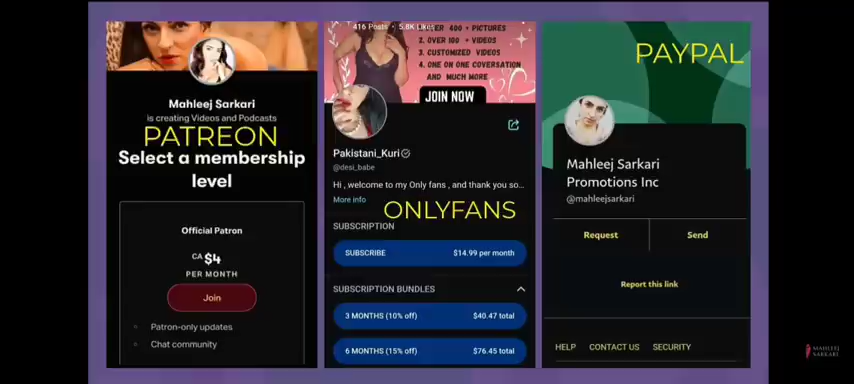 Mahleej Sarkari
is creating Videos and Podcasts
PATREON
Select a membership
level
Official Patron
CA $4
PER MONTH
Join
Patron-only updates
Chat community
416 Posts • 5.8K Likes
OVER 400 + PICTURES
2. OVER 100 + VIDEOS
3. CUSTOMIZED VIDEOS
4. ONE ON ONE COVERSATION
AND MUCH MORE
JOIN NOW
Pakistani_Kuri
@desi_babe
Hi , welcome to my Only fans , and thank you so...
More info
ONLYFANS
SUBSCRIPTION
SUBSCRIBE $14.99 per month
SUBSCRIPTION BUNDLES
3 MONTHS (10% off) $40.47 total
6 MONTHS (15% off) $76.45 total
PAYPAL
Mahleej Sarkari
Promotions Inc
@mahleejsarkari
Request Send
Report this link
HELP CONTACT US SECURITY
MAHLEEJ
SARKARI